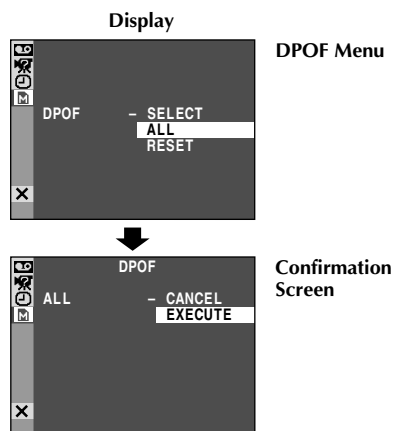 Display
DPOF Menu
DPOF – SELECT
ALL
RESET
DPOF
ALL – CANCEL
EXECUTE
Confirmation
Screen